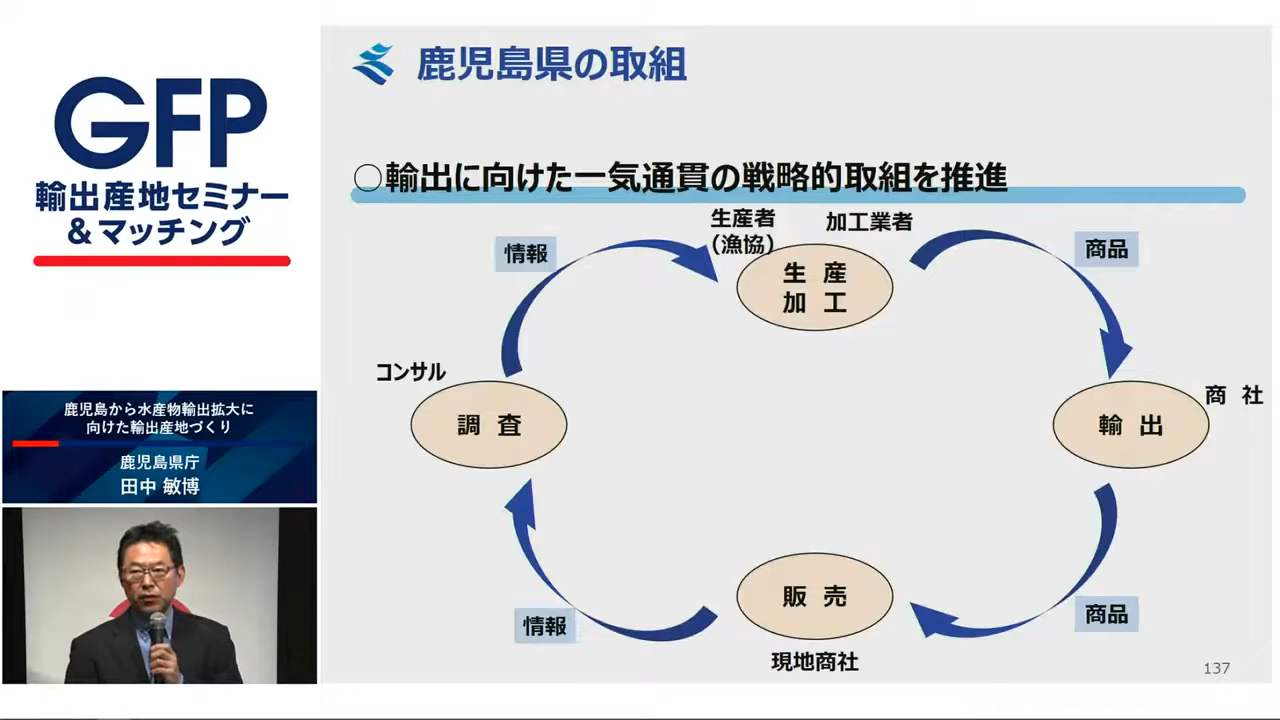 GFP
輸出産地セミナー
&マッチング
鹿児島から水産物輸出拡大に
向けた輸出産地づくり
鹿児島県庁
田中 敏博
鹿児島県の取組
○輸出に向けた一気通貫の戦略的取組を推進
生産者
(漁協)
加工業者
情報
商品
生 産
加 工
コンサル
調 査
商 社
輸 出
販 売
情報
商品
現地商社
137